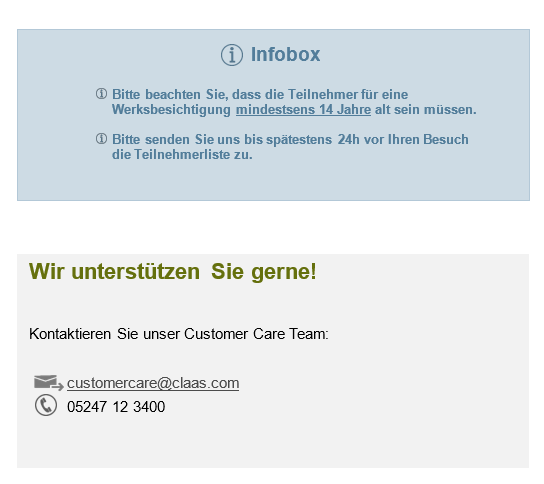 Infobox
Bitte beachten Sie, dass die Teilnehmer für eine
Werksbesichtigung mindestsens 14 Jahre alt sein müssen.
Bitte senden Sie uns bis spätestens 24h vor Ihren Besuch
die Teilnehmerliste zu.
Wir unterstützen Sie gerne!
Kontaktieren Sie unser Customer Care Team:
customercare@claas.com
05247 12 3400